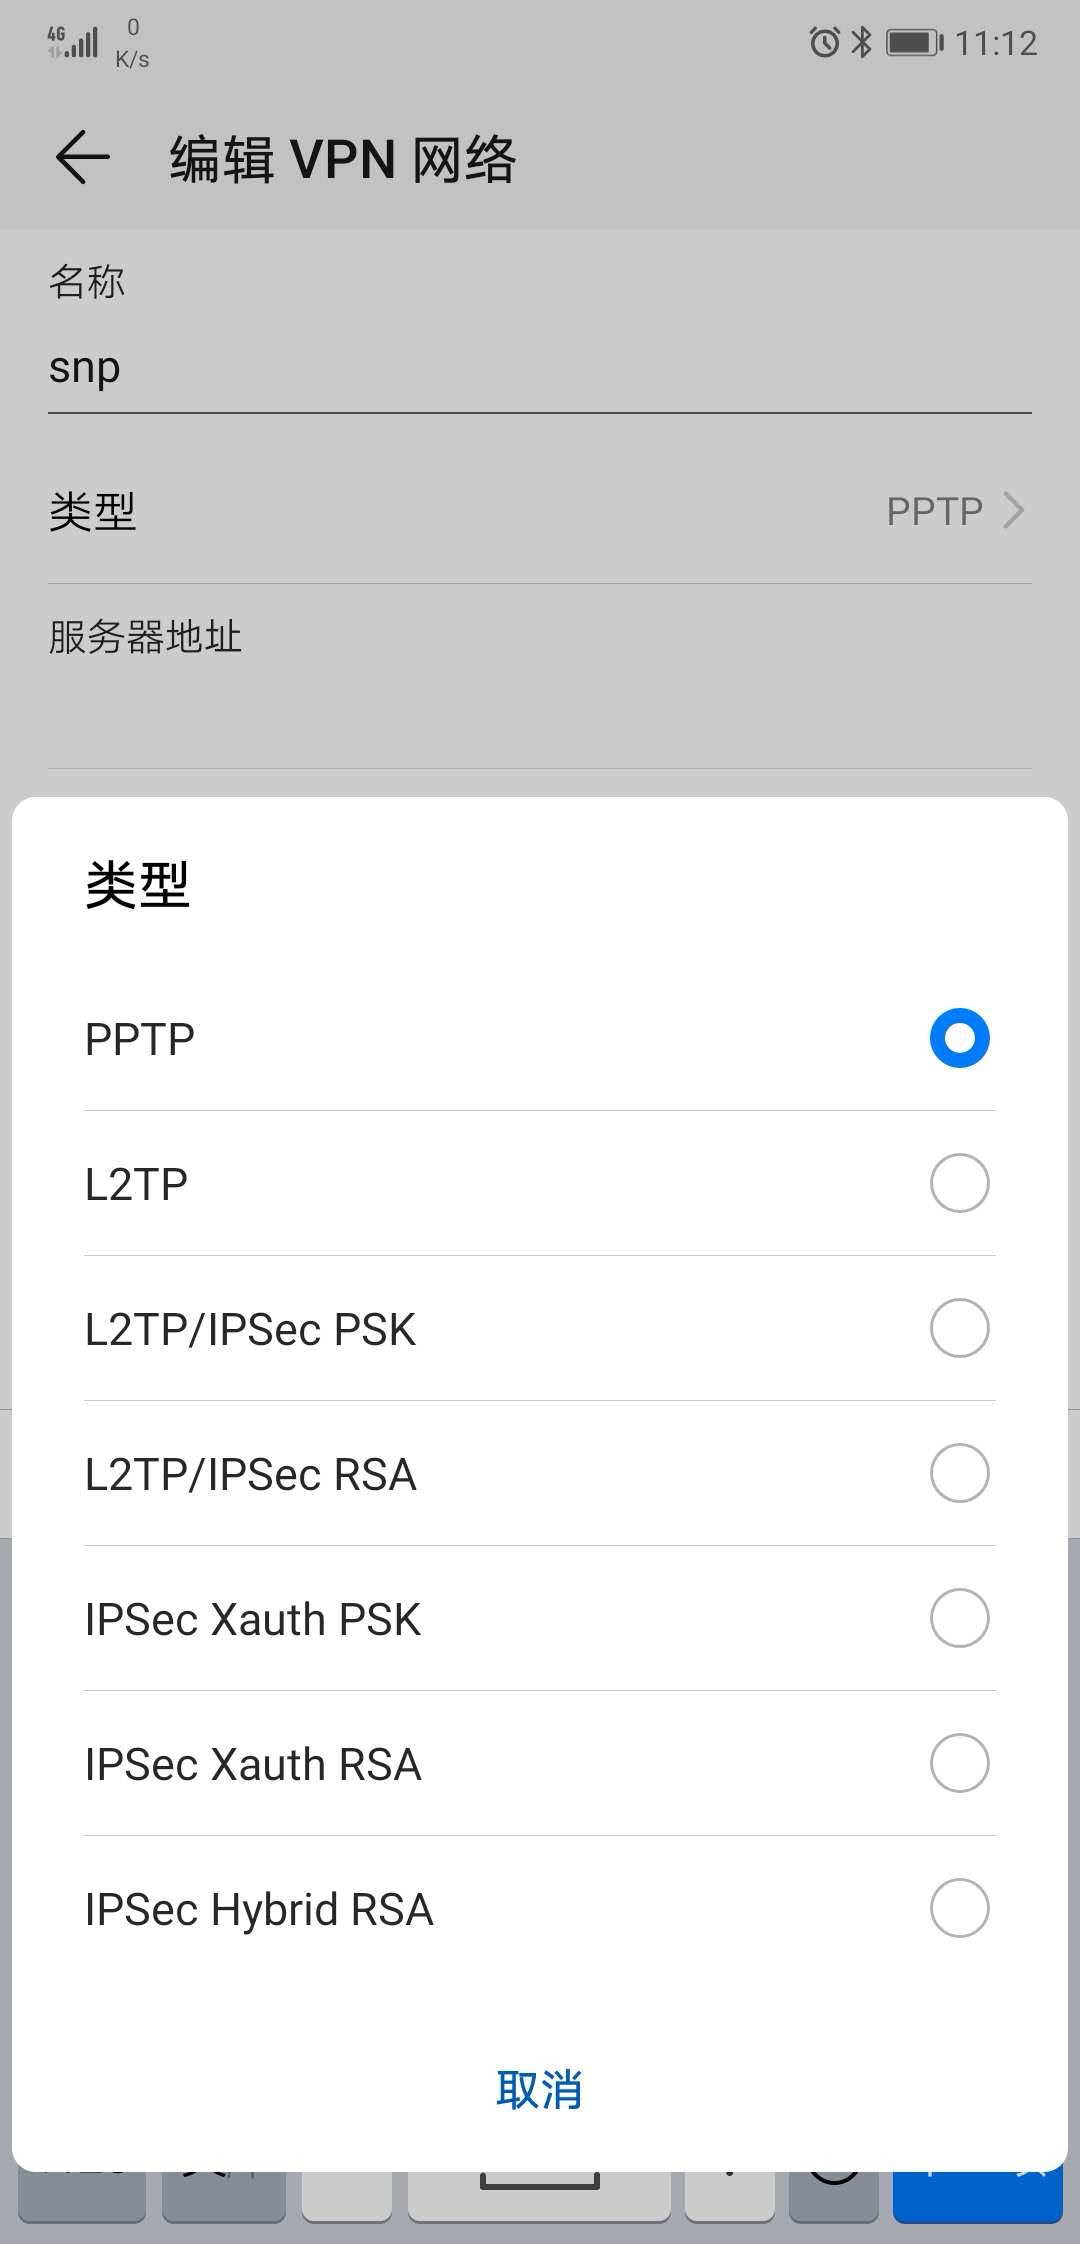 4G
0
K/s
11:12
编辑 VPN 网络
名称
snp
类型
PPTP
服务器地址
类型
PPTP
L2TP
L2TP/IPSec PSK
L2TP/IPSec RSA
IPSec Xauth PSK
IPSec Xauth RSA
IPSec Hybrid RSA
取消